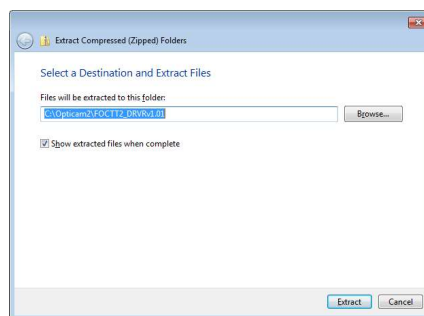 Extract Compressed (Zipped) Folders
Select a Destination and Extract Files
Files will be extracted to this folder:
C:\Opticam2\FOCTT2_DRVRv1.01
Browse...
Show extracted files when complete
Extract Cancel